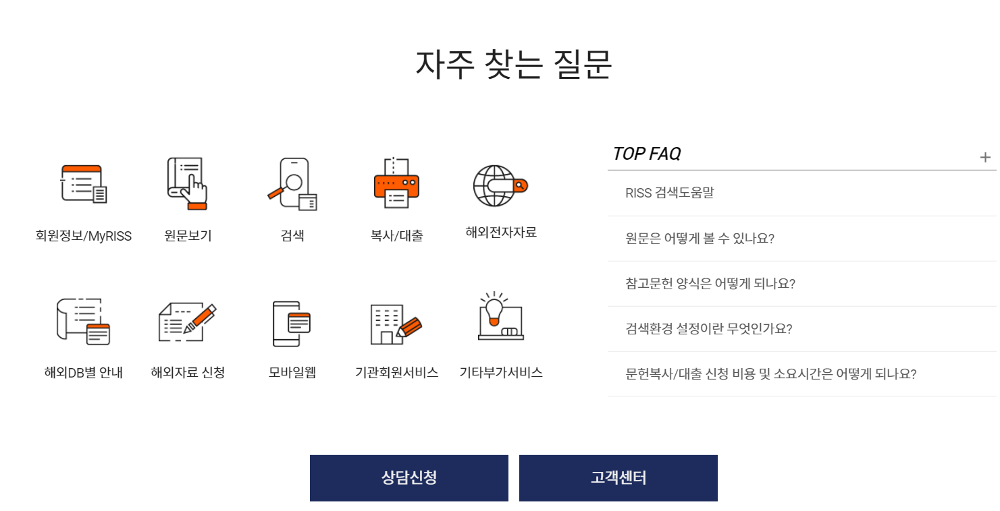 자주 찾는 질문
회원정보/MyRISS
원문보기
검색
복사/대출
해외전자자료
해외DB별 안내
해외자료 신청
모바일웹
기관회원서비스
기타부가서비스
TOP FAQ
+
RISS 검색도움말
원문은 어떻게 볼 수 있나요?
참고문헌 양식은 어떻게 되나요?
검색환경 설정이란 무엇인가요?
문헌복사/대출 신청 비용 및 소요시간은 어떻게 되나요?
상담신청
고객센터